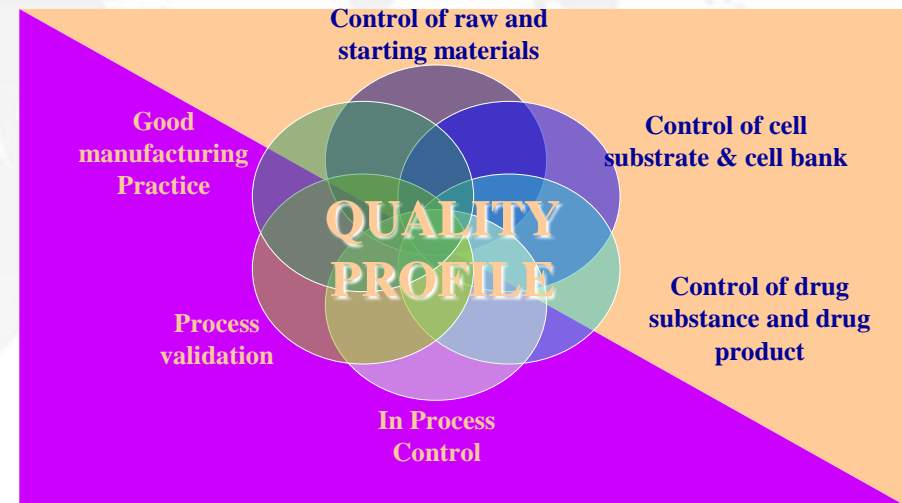 Control of raw and
starting materials
Good
manufacturing
Practice
Control of cell
substrate & cell bank
QUALITY
PROFILE
Control of drug
substance and drug
product
Process
validation
In Process
Control